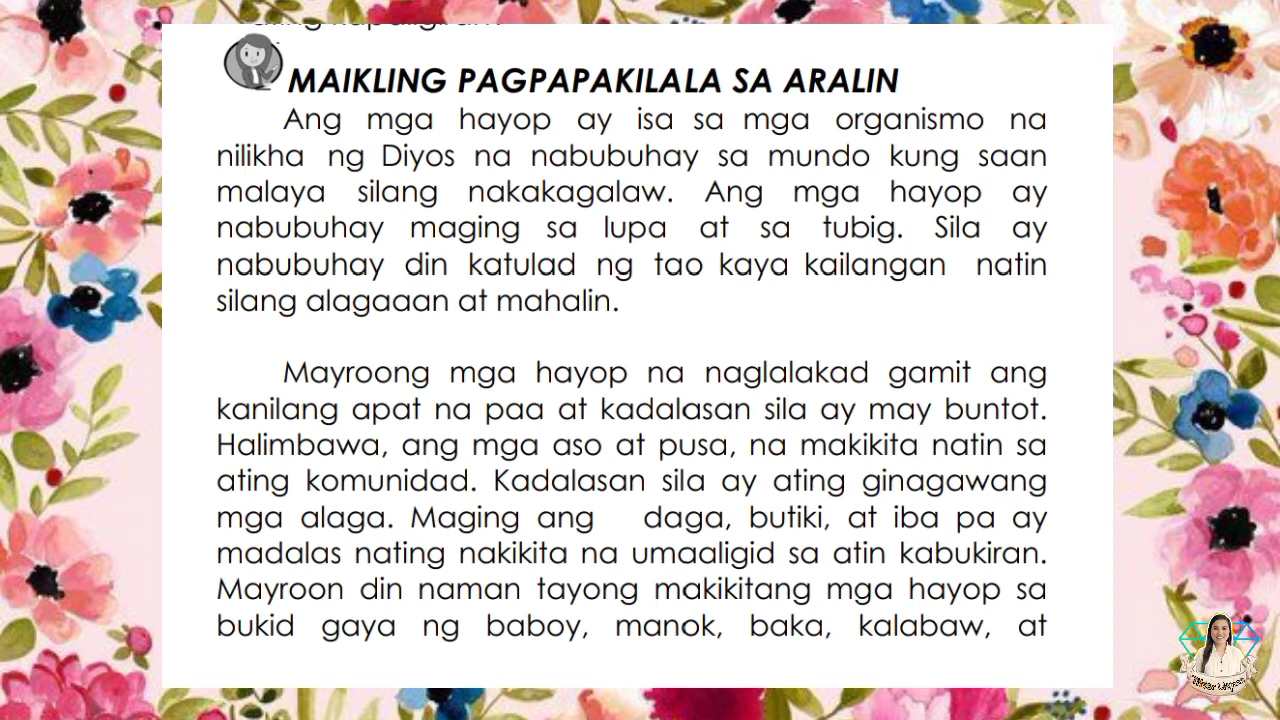 MAIKLING PAGPAPAKILALA SA ARALIN
Ang mga hayop ay isa sa mga organismo na
nilikha ng Diyos na nabubuhay sa mundo kung saan
malaya silang nakakagalaw. Ang mga hayop ay
nabubuhay maging sa lupa at sa tubig. Sila ay
nabubuhay din katulad ng tao kaya kailangan natin
silang alagaaan at mahalin.
Mayroong mga hayop na naglalakad gamit ang
kanilang apat na paa at kadalasan sila ay may buntot.
Halimbawa, ang mga aso at pusa, na makikita natin sa
ating komunidad. Kadalasan sila ay ating ginagawang
mga alaga. Maging ang daga, butiki, at iba pa ay
madalas nating nakikita na umaaligid sa atin kabukiran.
Mayroon din naman tayong makikitang mga hayop sa
bukid gaya ng baboy, manok, baka, kalabaw, at